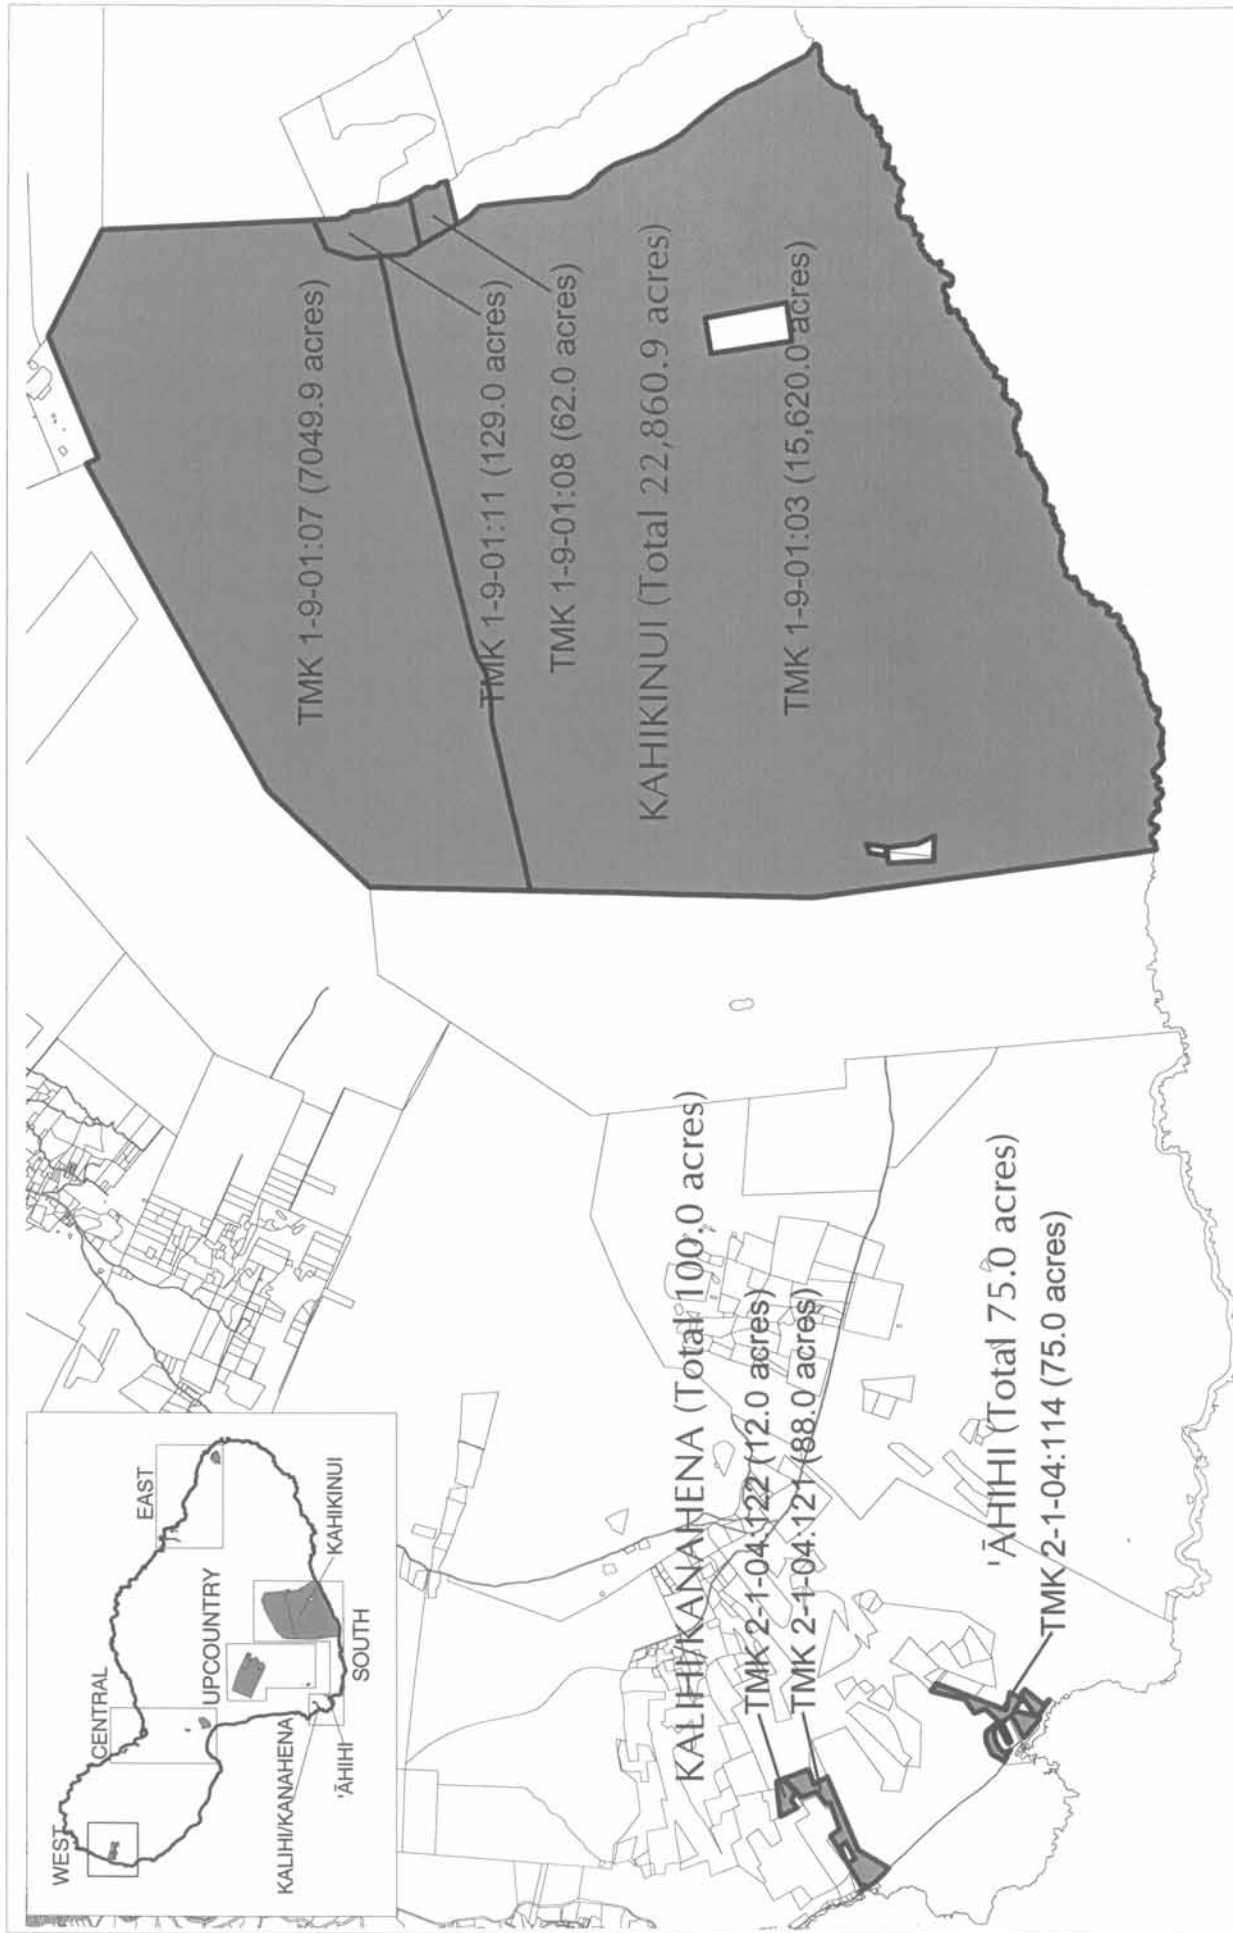 WEST
CENTRAL
EAST
UPCOUNTRY
KALIHI/KANAHENA
'ĀHIHI
SOUTH
KAHIKINUI
TMK 1-9-01:07 (7049.9 acres)
TMK 1-9-01:11 (129.0 acres)
TMK 1-9-01:08 (62.0 acres)
KAHIKINUI (Total 22,860.9 acres)
TMK 1-9-01:03 (15,620.0 acres)
KALIHI/KANAHENA (Total 100.0 acres)
TMK 2-1-04:122 (12.0 acres)
TMK 2-1-04:121 (88.0 acres)
'ĀHIHI (Total 75.0 acres)
TMK 2-1-04:114 (75.0 acres)